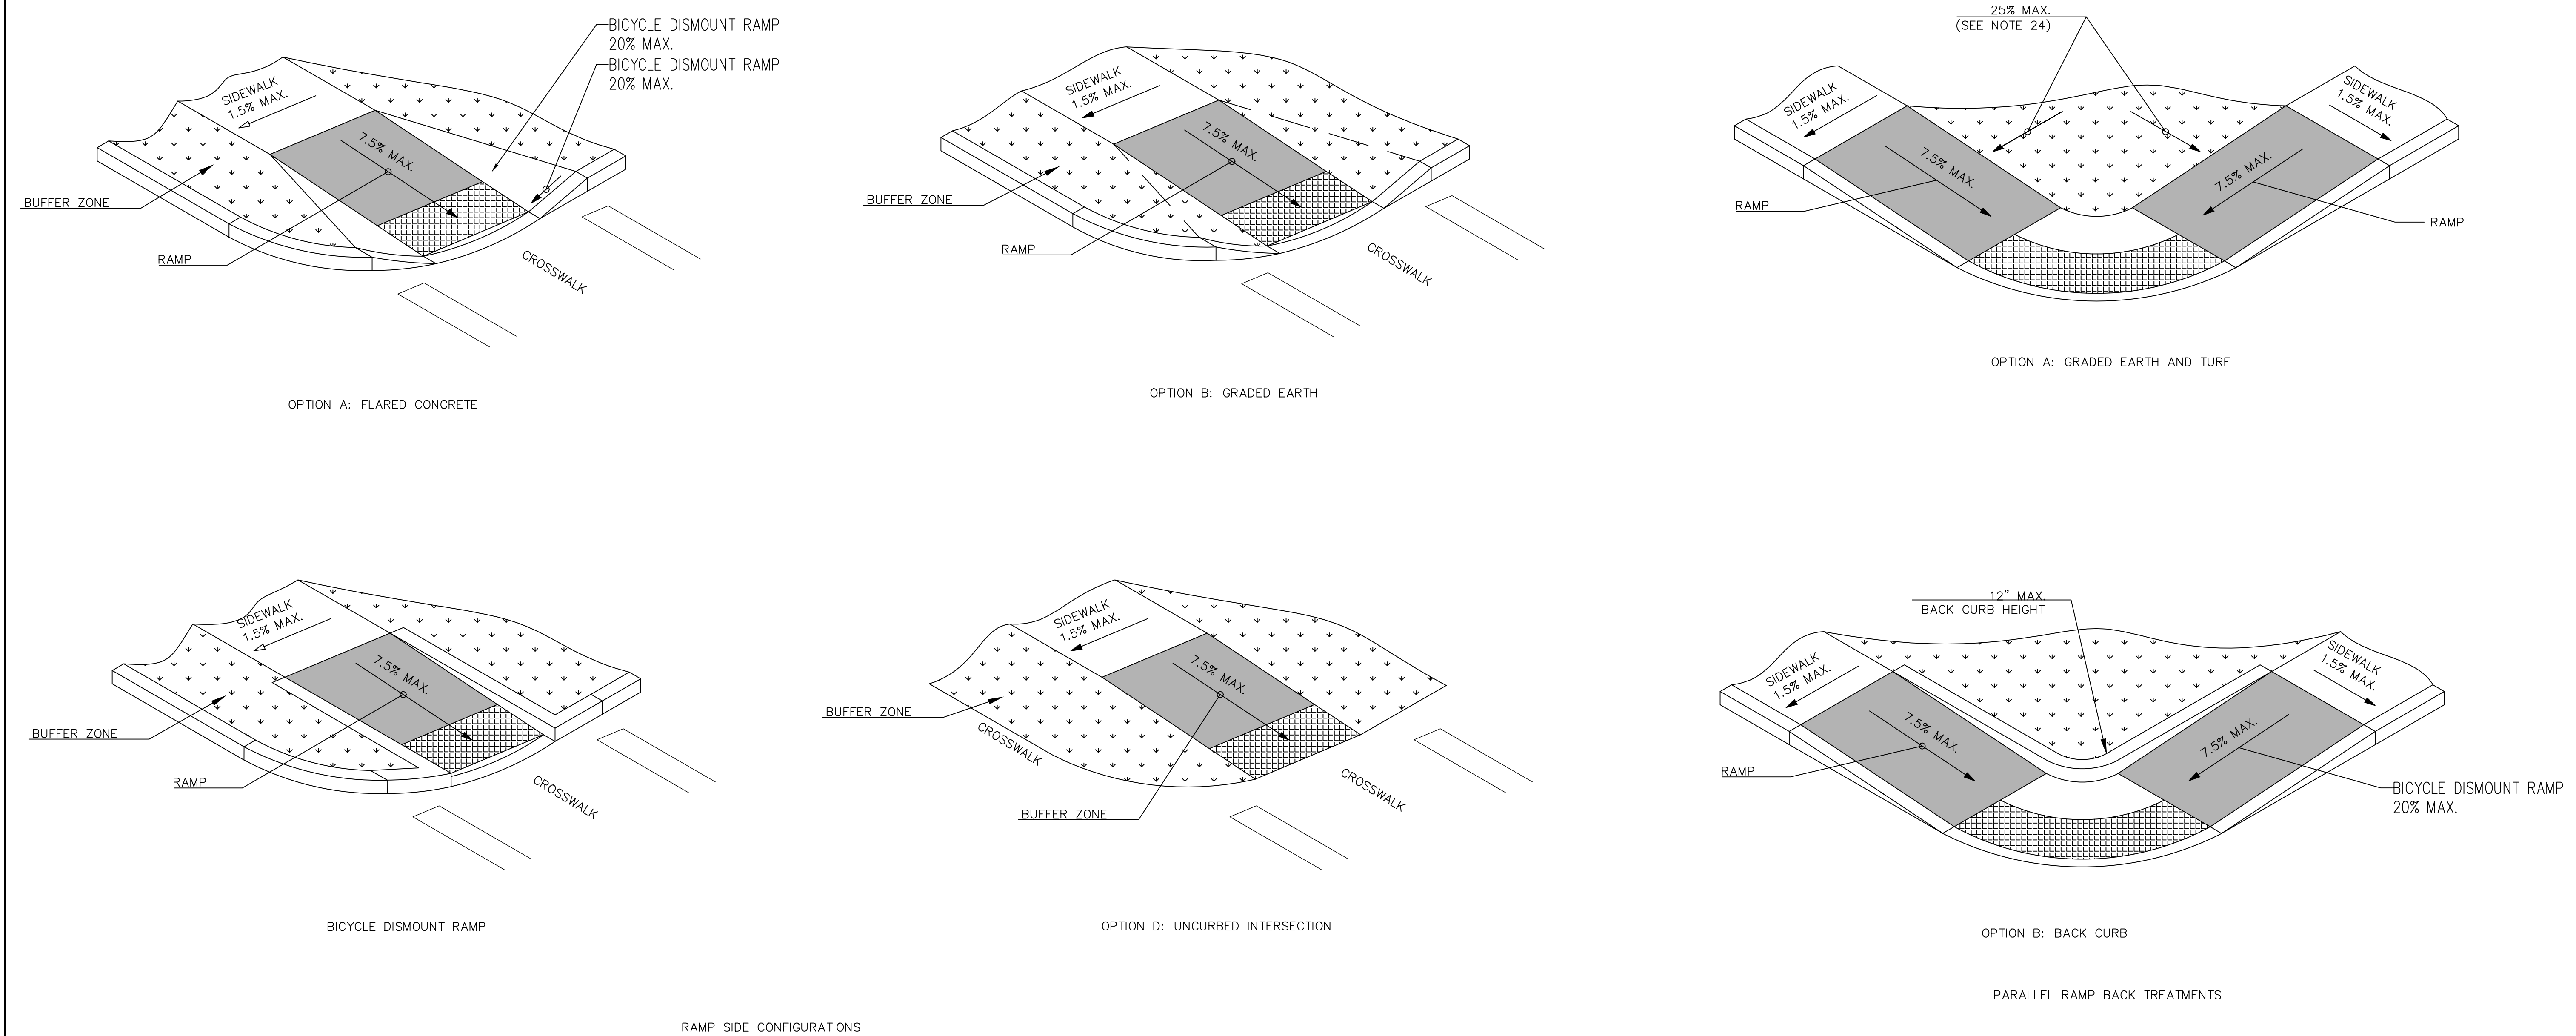 BICYCLE DISMOUNT RAMP
20% MAX.
BICYCLE DISMOUNT RAMP
20% MAX.
SIDEWALK
1.5% MAX.
7.5% MAX.
BUFFER ZONE
RAMP
CROSSWALK
OPTION A: FLARED CONCRETE
SIDEWALK
1.5% MAX.
7.5% MAX.
BUFFER ZONE
RAMP
CROSSWALK
OPTION B: GRADED EARTH
25% MAX.
(SEE NOTE 24)
SIDEWALK
1.5% MAX.
SIDEWALK
1.5% MAX.
7.5% MAX.
7.5% MAX.
RAMP
RAMP
OPTION A: GRADED EARTH AND TURF
SIDEWALK
1.5% MAX.
7.5% MAX.
BUFFER ZONE
RAMP
CROSSWALK
BICYCLE DISMOUNT RAMP
SIDEWALK
1.5% MAX.
7.5% MAX.
BUFFER ZONE
CROSSWALK
CROSSWALK
BUFFER ZONE
OPTION D: UNCURBED INTERSECTION
12" MAX.
BACK CURB HEIGHT
SIDEWALK
1.5% MAX.
SIDEWALK
1.5% MAX.
7.5% MAX.
7.5% MAX.
RAMP
BICYCLE DISMOUNT RAMP
20% MAX.
OPTION B: BACK CURB
PARALLEL RAMP BACK TREATMENTS
RAMP SIDE CONFIGURATIONS